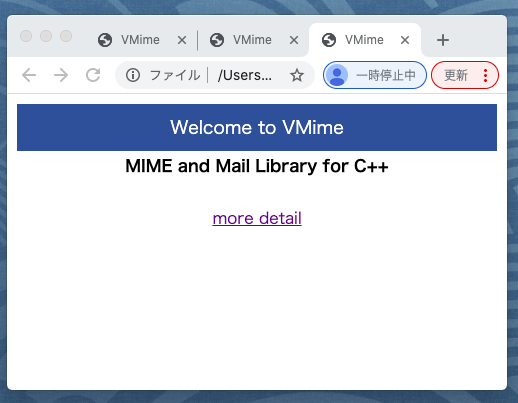 VMime VMime VMime
ファイル /Users... 一時停止中 更新
Welcome to VMime
MIME and Mail Library for C++
more detail